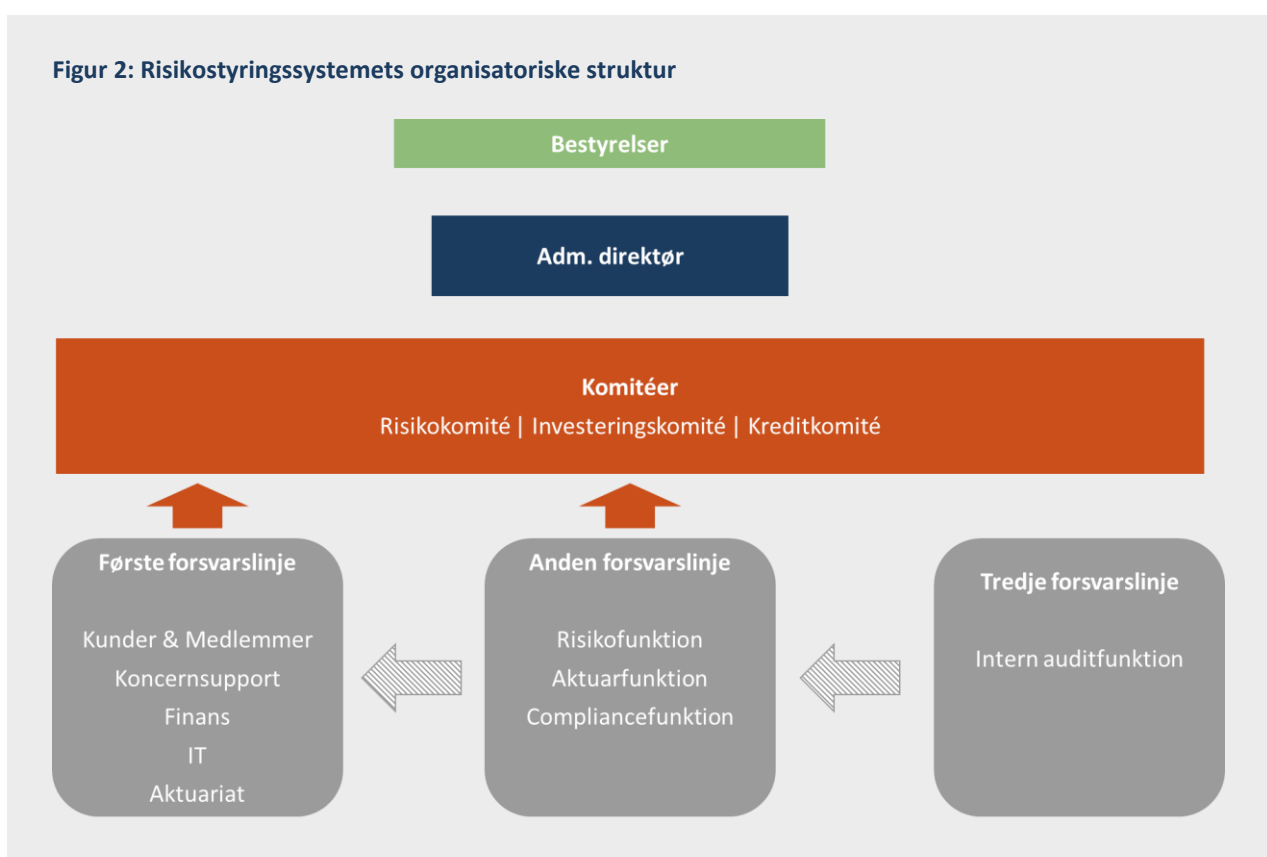 Figur 2: Risikostyringssystemets organisatoriske struktur
Bestyrelser
Adm. direktør
Komitéer
Risikokomité | Investeringskomité | Kreditkomité
Første forsvarslinje
Kunder & Medlemmer
Koncernsupport
Finans
IT
Aktuariat
Anden forsvarslinje
Risikofunktion
Aktuarfunktion
Compliancefunktion
Tredje forsvarslinje
Intern auditfunktion